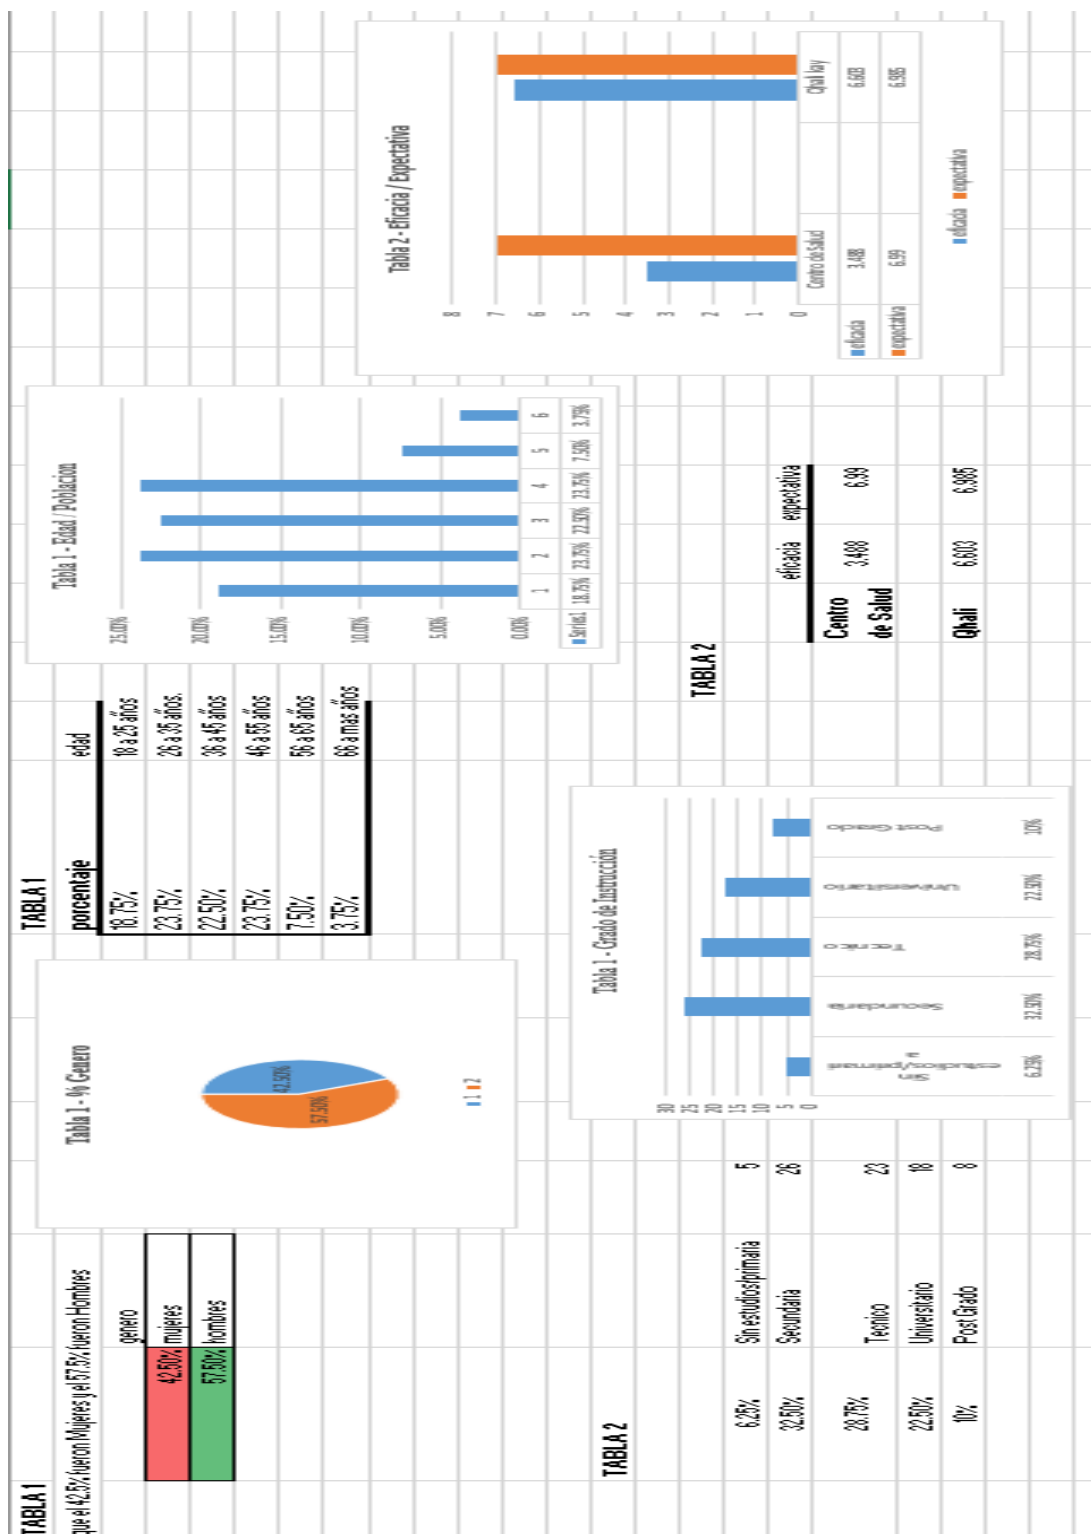 TABLA 1
que el 42.5% fueron Mujeres y el 57.5% fueron Hombres
genero
42.50% mujeres
57.50% hombres
Tabla 1 - % Genero
42.50%
57.50%
1 2
TABLA 1
porcentaje edad
18.75% 18 a 25 años
23.75% 26 a 35 años.
22.50% 36 a 45 años
23.75% 46 a 55 años
7.50% 56 a 65 años
3.75% 66 a mas años
Tabla 1 - Edad / Poblacion
25.00%
20.00%
15.00%
10.00%
5.00%
0.00%
1 2 3 4 5 6
Series1 18.75% 23.75% 22.50% 23.75% 7.50% 3.75%
Tabla 2 - Eficacia / Expectativa
8
7
6
5
4
3
2
1
0
Centro de Salud Qhali kay
eficacia 3.488 6.603
expectativa 6.99 6.985
eficacia expectativa
TABLA 2
6.25% Sin estudios/primaria 5
32.50% Secundaria 26
28.75% Tecnico 23
22.50% Universitario 18
10% Post Grado 8
Tabla 1 - Grado de Instrucción
30
25
20
15
10
5
0
Sin estudios/primari
a
Secundaria
Tecnico
Universitario
Post Grado
6.25% 32.50% 28.75% 22.50% 10%
TABLA 2
eficacia expectativa
Centro
de Salud 3.488 6.99
Qhali 6.603 6.985